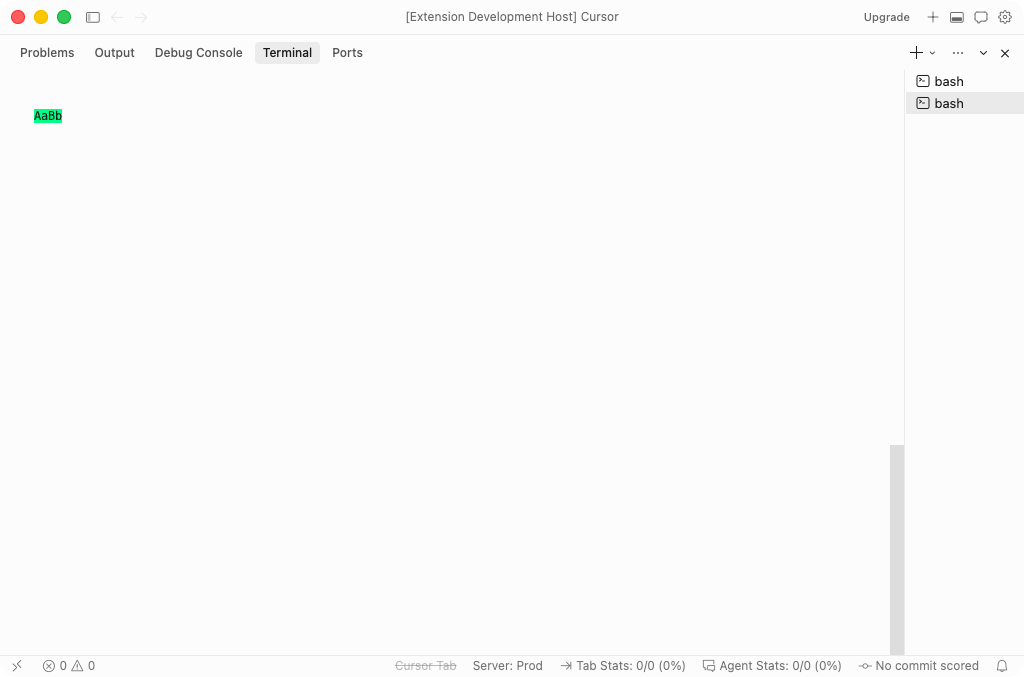 [Extension Development Host] Cursor
Upgrade
Problems
Output
Debug Console
Terminal
Ports
bash
bash
AaBb
0
0
Cursor Tab
Server: Prod
Tab Stats: 0/0 (0%)
Agent Stats: 0/0 (0%)
No commit scored